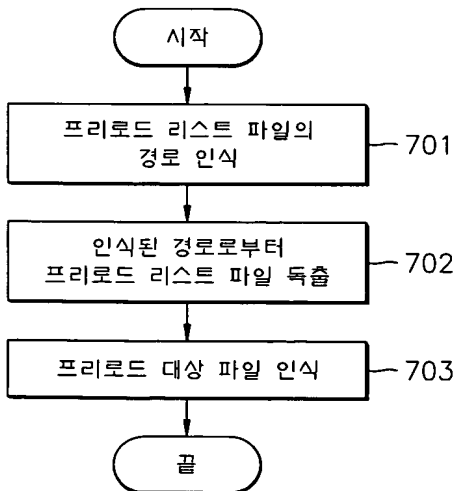 시작
프리로드 리스트 파일의
경로 인식
701
인식된 경로로부터
프리로드 리스트 파일 독출
702
프리로드 대상 파일 인식
703
끝